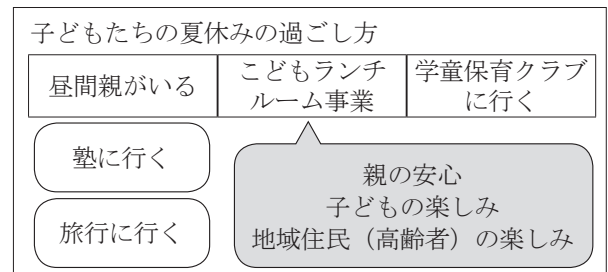 子どもたちの夏休みの過ごし方
昼間親がいる
こどもランチ
ルーム事業
学童保育クラブ
に行く
塾に行く
旅行に行く
親の安心
子どもの楽しみ
地域住民（高齢者）の楽しみ